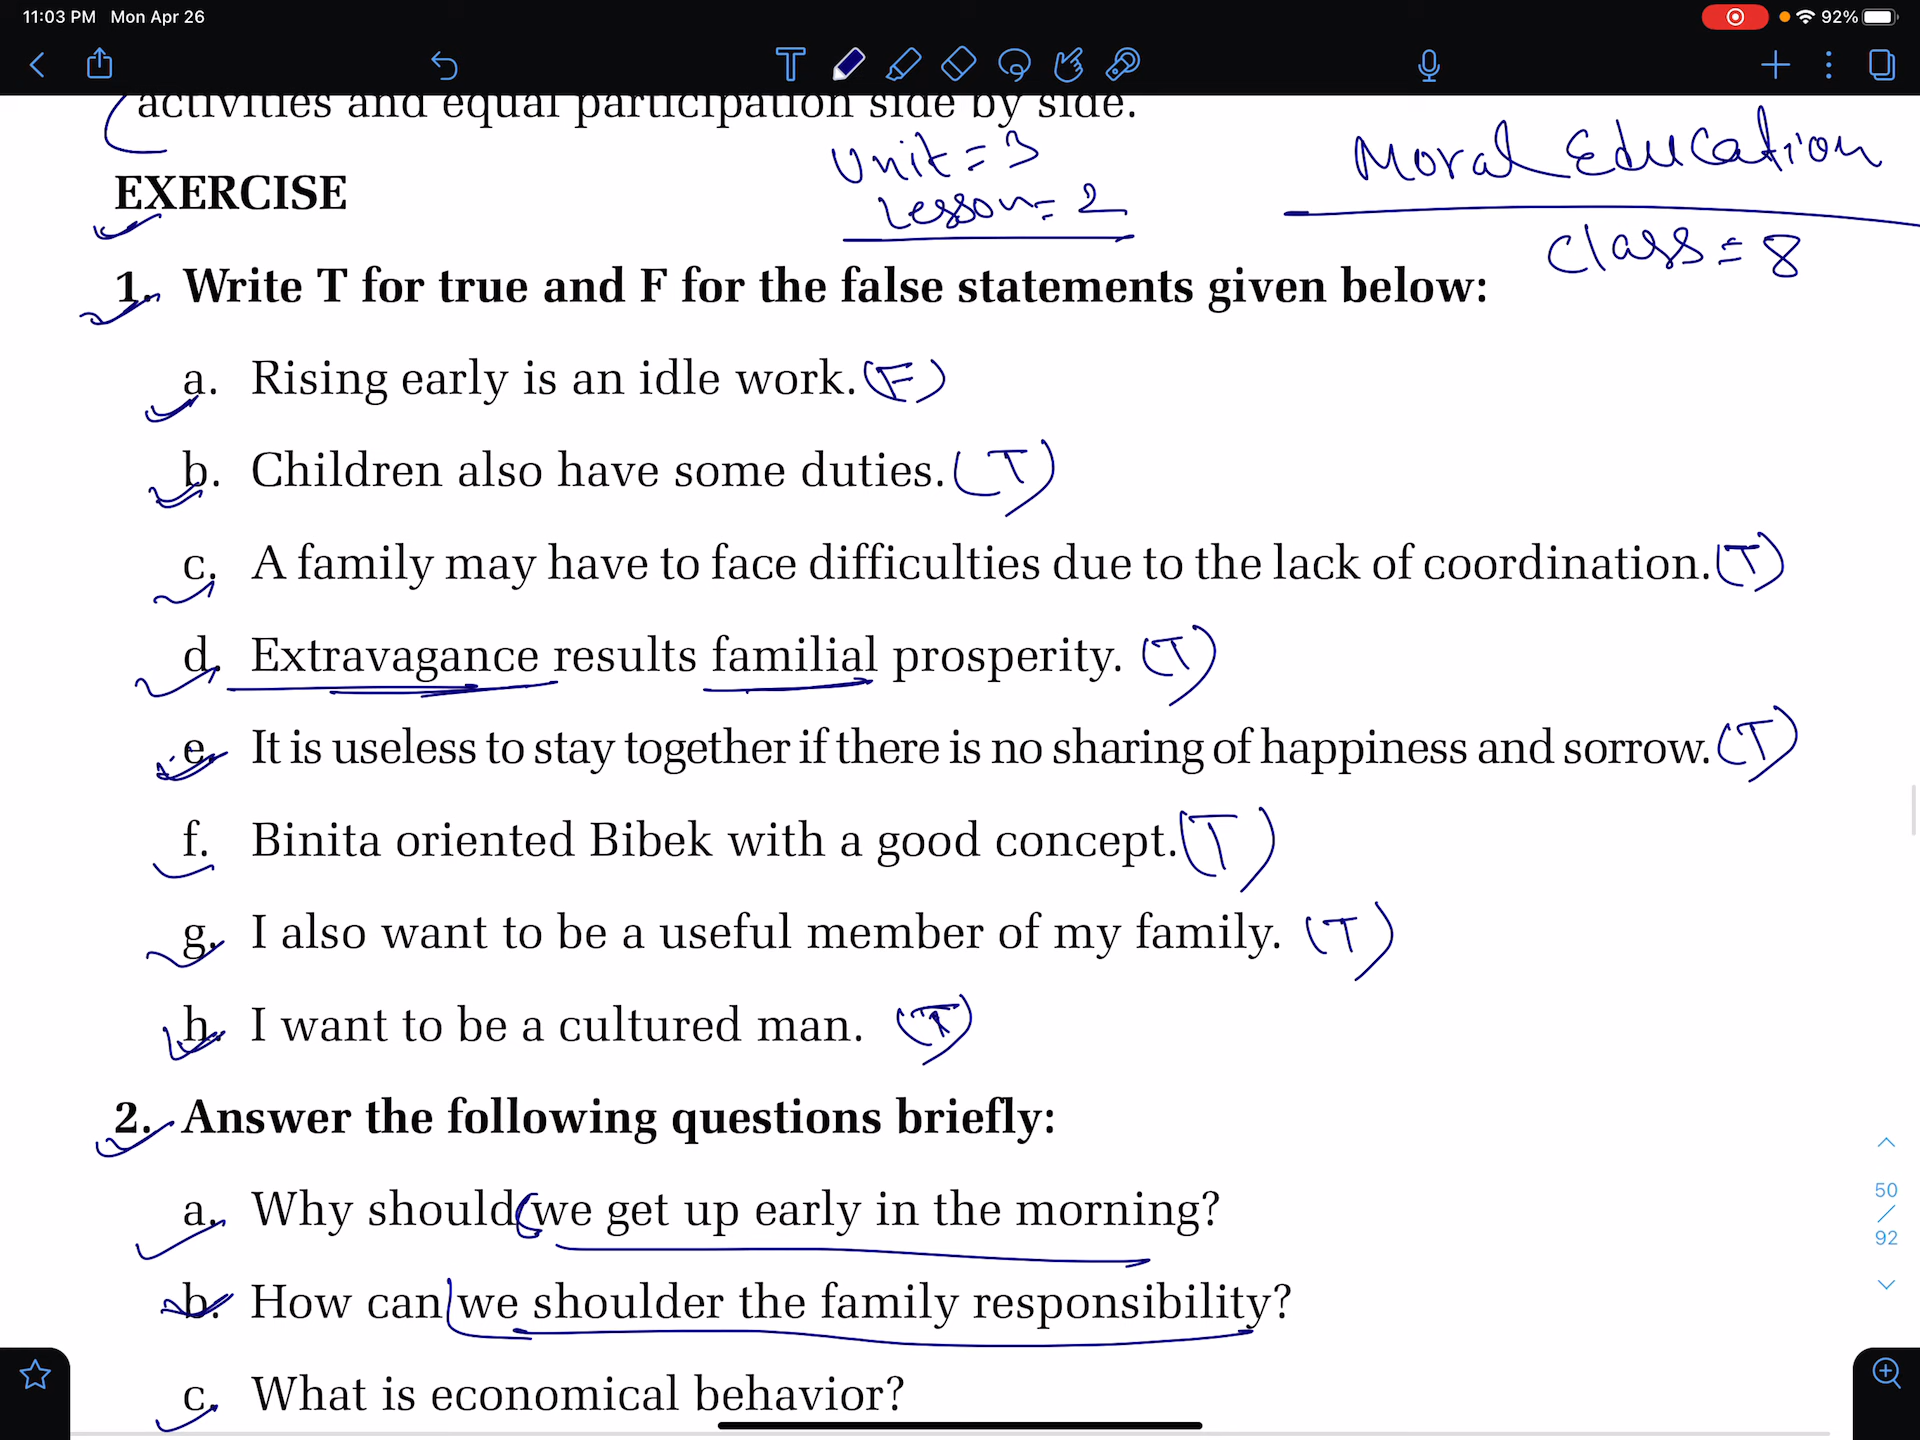 11:03 PM Mon Apr 26
92%
activities and equal participation side by side.
Unit = 3
Moral Education
EXERCISE
Lesson = 2
Class = 8
1. Write T for true and F for the false statements given below:
a. Rising early is an idle work. (F)
b. Children also have some duties. (T)
c. A family may have to face difficulties due to the lack of coordination. (T)
d. Extravagance results familial prosperity. (T)
e. It is useless to stay together if there is no sharing of happiness and sorrow. (T)
f. Binita oriented Bibek with a good concept. (T)
g. I also want to be a useful member of my family. (T)
h. I want to be a cultured man. (T)
2. Answer the following questions briefly:
a. Why should (we get up early in the morning?
b. How can we shoulder the family responsibility?
c. What is economical behavior?
50
/
92